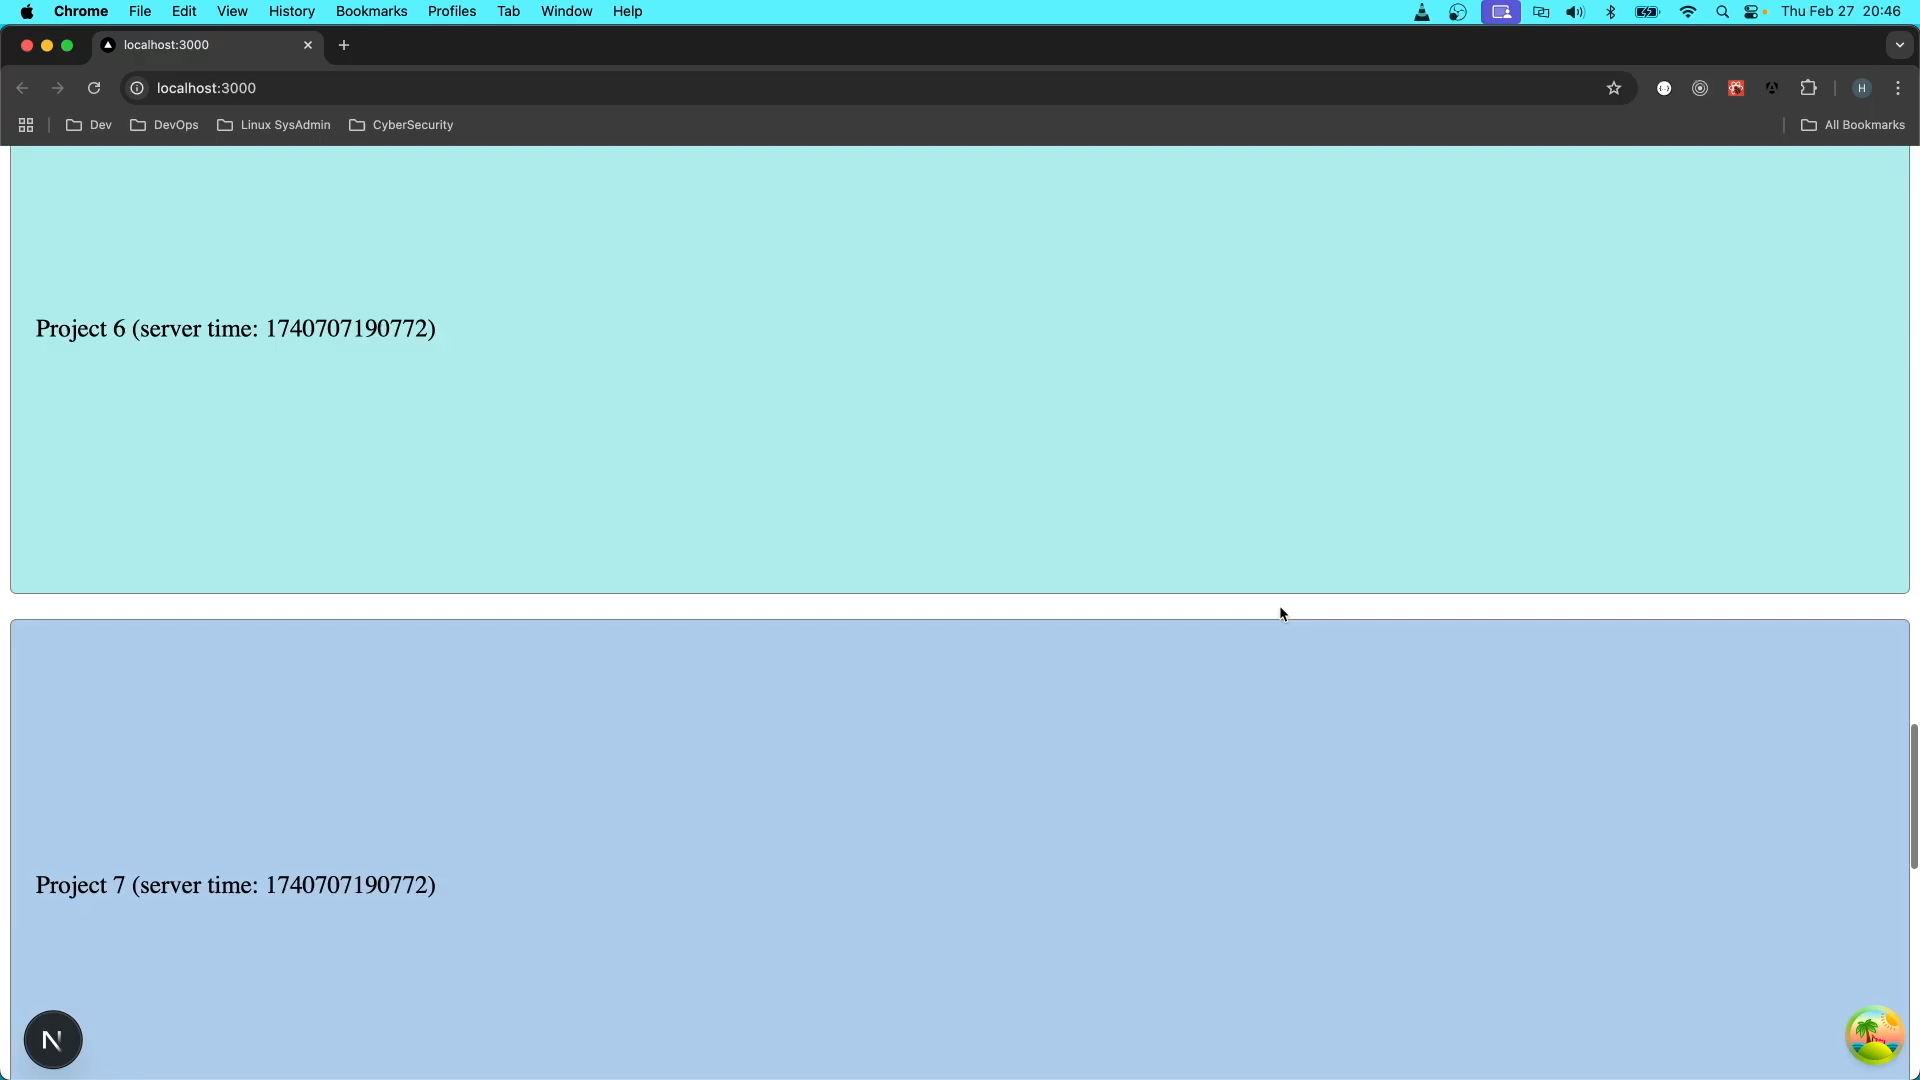 Chrome File Edit View History Bookmarks Profiles Tab Window Help Thu Feb 27 20:46
localhost:3000
localhost:3000 H
Dev DevOps Linux SysAdmin CyberSecurity All Bookmarks
Project 6 (server time: 1740707190772)
Project 7 (server time: 1740707190772)
N